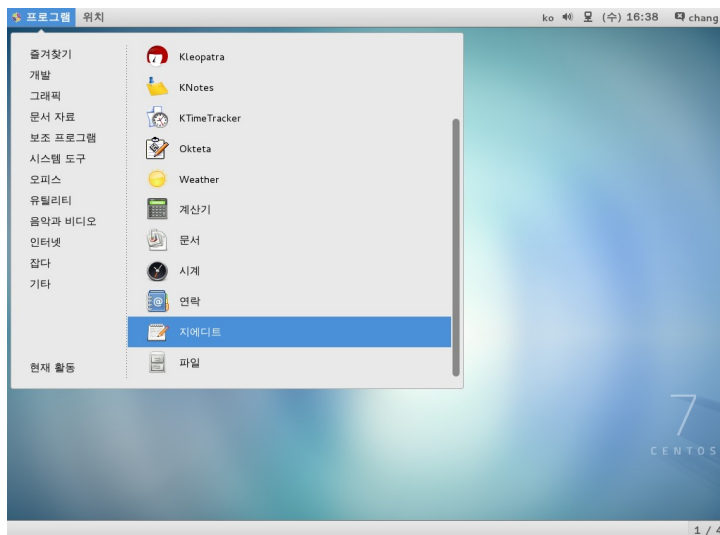 프로그램 위치 ko (수) 16:38 chang
즐겨찾기
개발
그래픽
문서 자료
보조 프로그램
시스템 도구
오피스
유틸리티
음악과 비디오
인터넷
잡다
기타
현재 활동
Kleopatra
KNotes
KTimeTracker
Okteta
Weather
계산기
문서
시계
연락
지에디트
파일
7
CENTOS
1 / 4